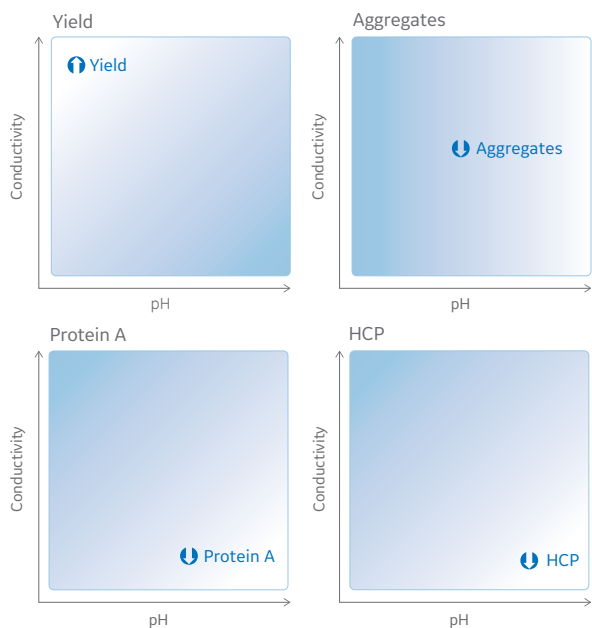 Yield
Yield
Conductivity
pH
Aggregates
Aggregates
Conductivity
pH
Protein A
Protein A
Conductivity
pH
HCP
HCP
Conductivity
pH